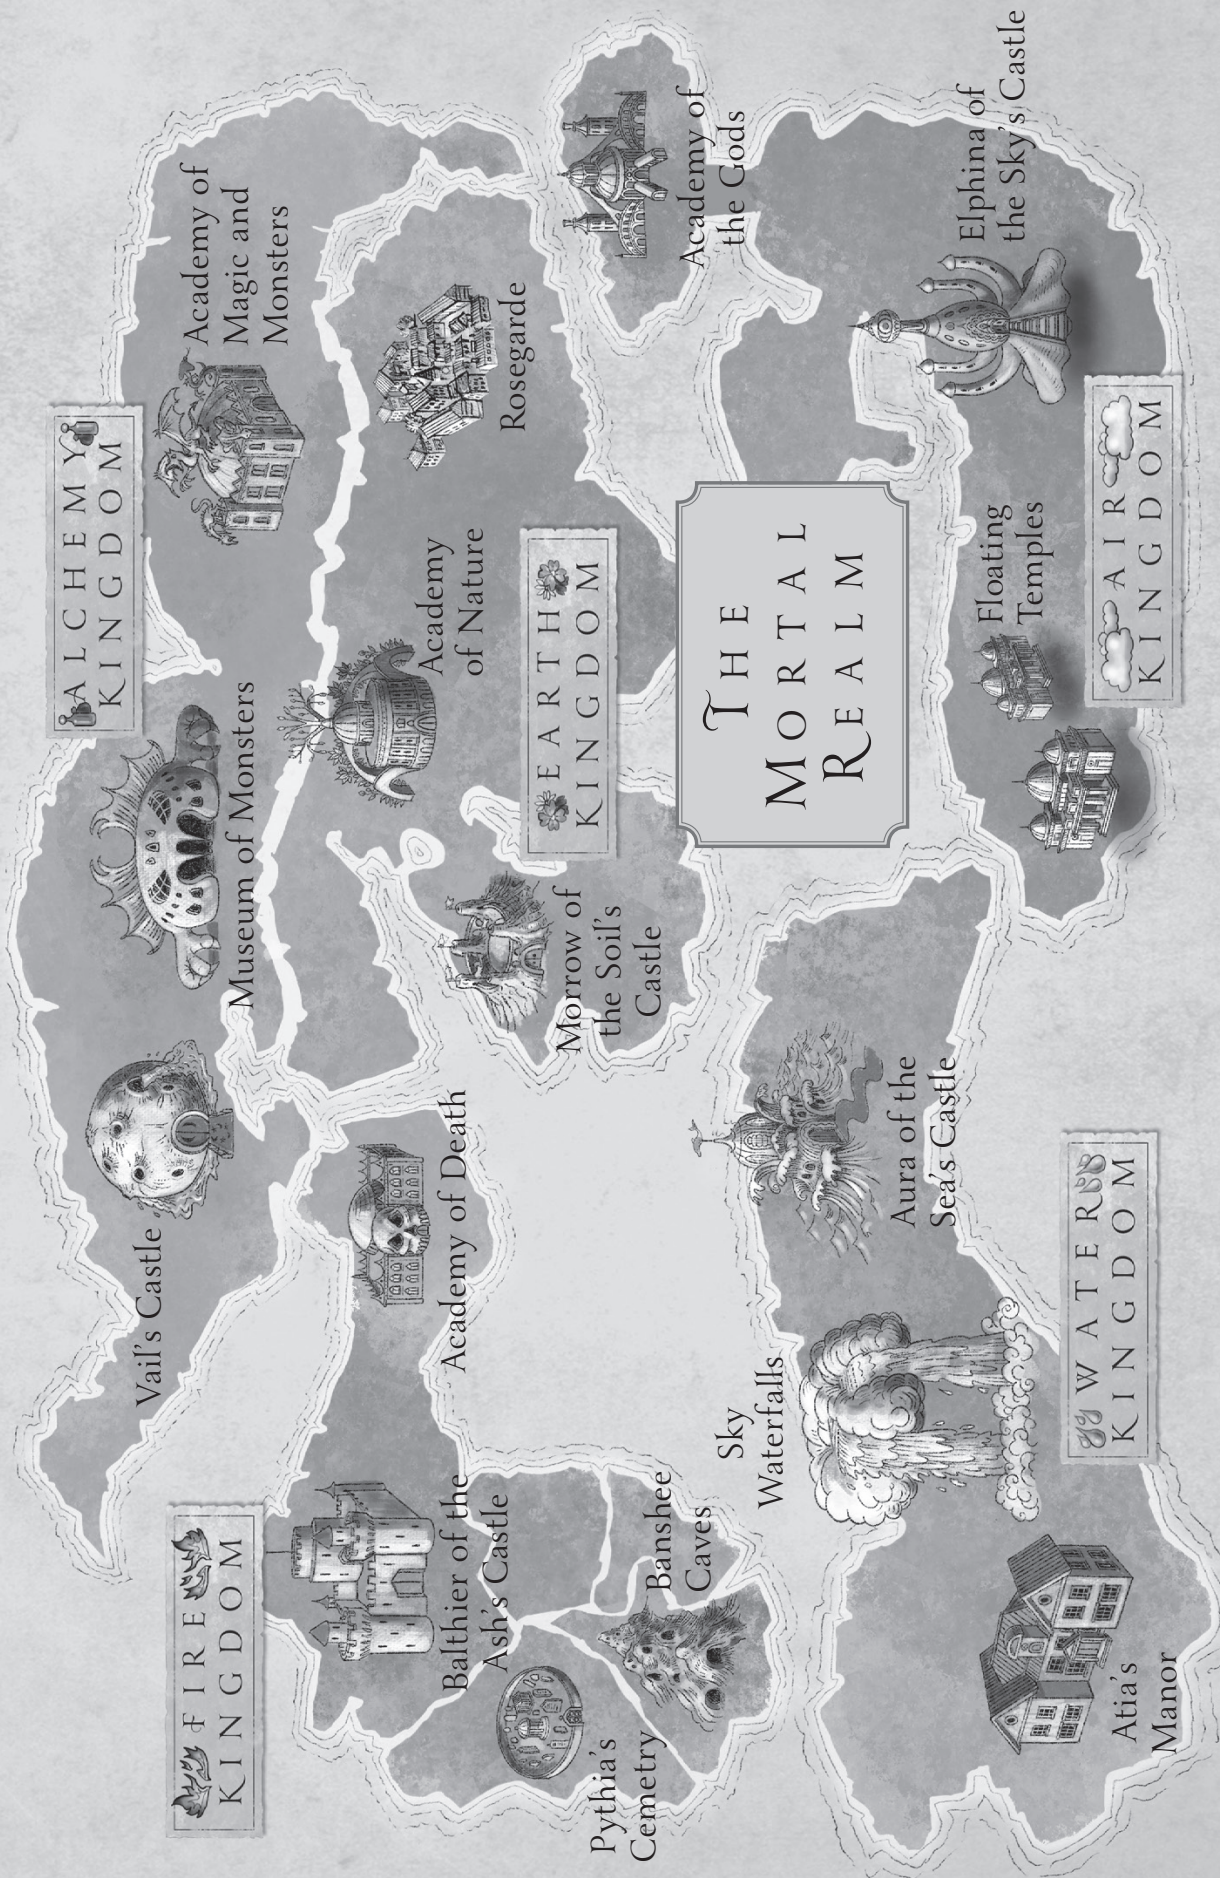 FIRE
KINGDOM
ALCHEMY
KINGDOM
Vail's Castle
Museum of Monsters
Academy of
Magic and
Monsters
Balthier of the
Ash's Castle
Academy of Death
Academy
of Nature
Rosegarde
Pythia's
Cemetry
Banshee
Caves
Morrow of
the Soil's
Castle
EARTH
KINGDOM
Academy of
the Gods
Sky
Waterfalls
THE
MORTAL
REALM
Aura of the
Sea's Castle
Floating
Temples
Elphina of
the Sky's Castle
Atia's
Manor
WATER
KINGDOM
AIR
KINGDOM